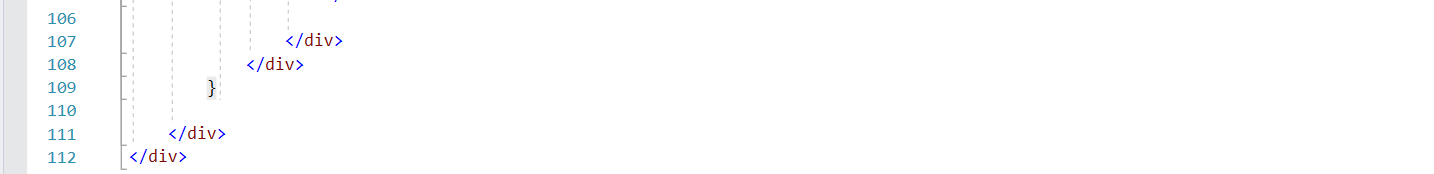 106
107 </div>
108 </div>
109 }
110
111 </div>
112 </div>